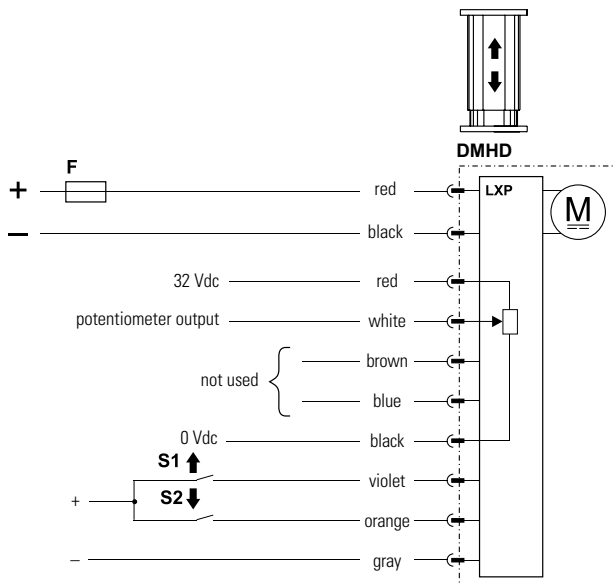 DMHD
F
+ red LXP
M
– black
32 Vdc red
potentiometer output white
brown
not used
blue
0 Vdc black
S1
violet
+ S2
orange
– gray